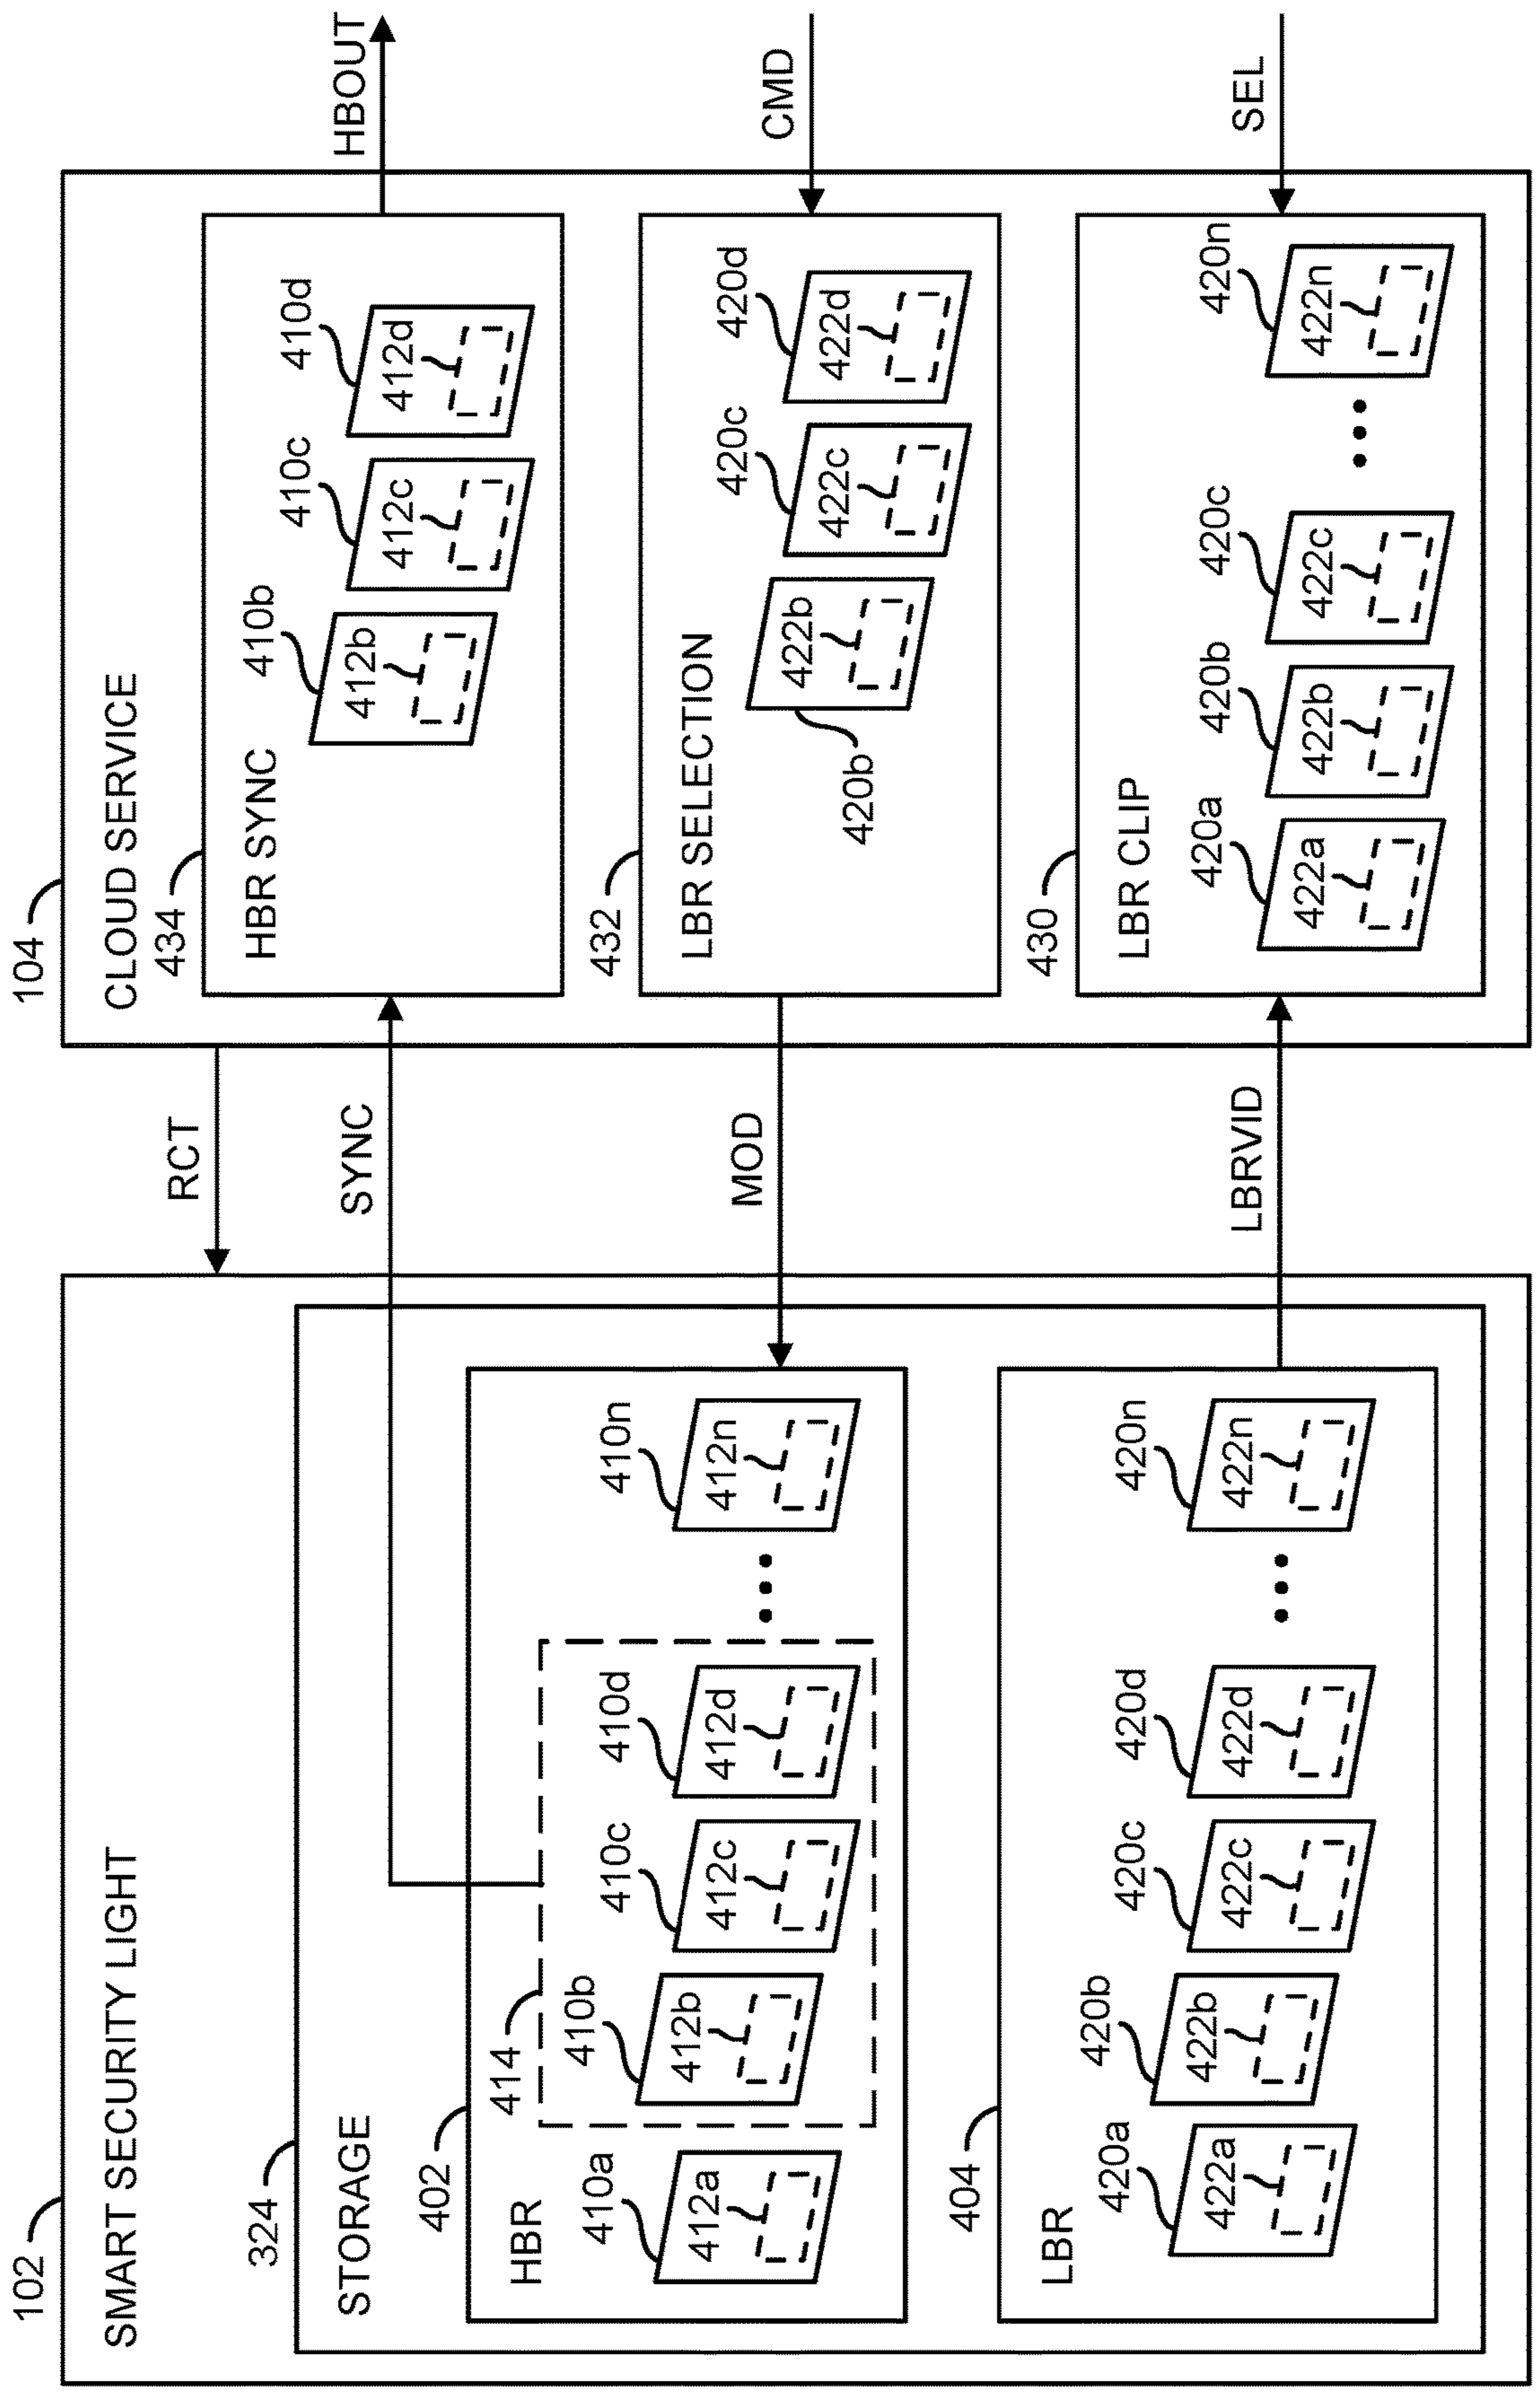 102
SMART SECURITY LIGHT
324
STORAGE
402
HBR
414
410a
412a
410b
412b
410c
412c
410d
412d
410n
412n
404
LBR
420a
422a
420b
422b
420c
422c
420d
422d
420n
422n
RCT
SYNC
MOD
LBRVID
104
CLOUD SERVICE
434
HBR SYNC
410b
412b
410c
412c
410d
412d
432
LBR SELECTION
420b
422b
420c
422c
420d
422d
430
LBR CLIP
420a
422a
420b
422b
420c
422c
420n
422n
HBOUT
CMD
SEL